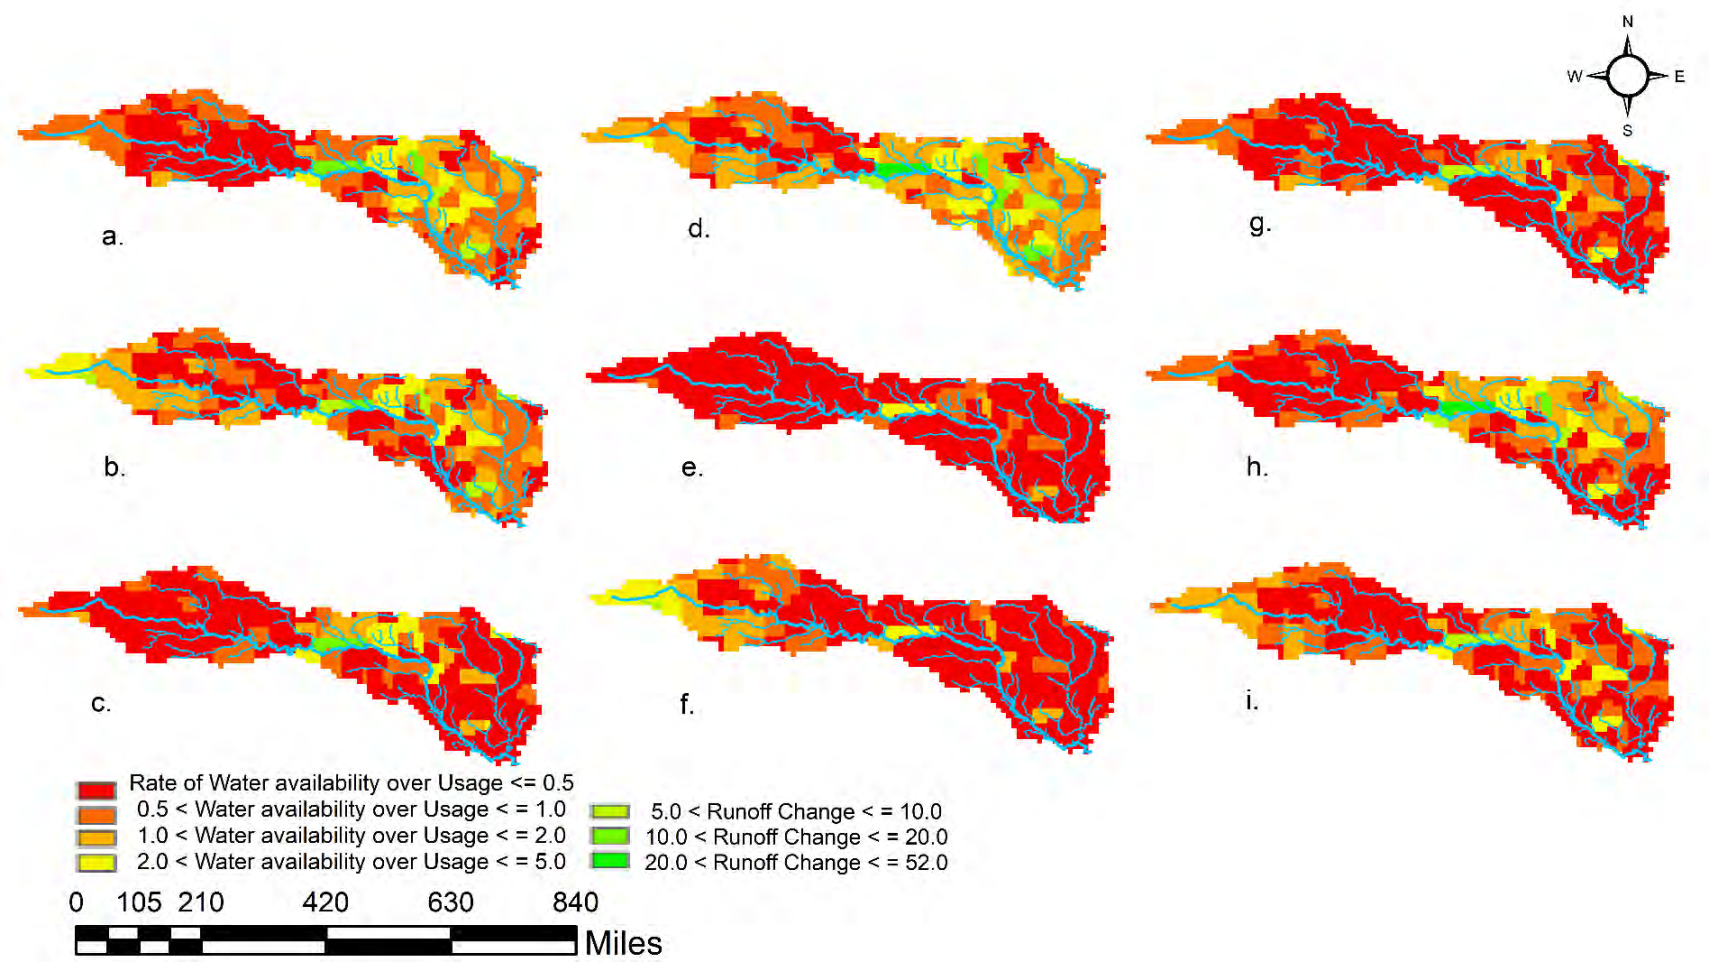 N
W E
S
a.
d.
g.
b.
e.
h.
c.
f.
i.
Rate of Water availability over Usage <= 0.5
0.5 < Water availability over Usage < = 1.0
1.0 < Water availability over Usage < = 2.0
2.0 < Water availability over Usage < = 5.0
5.0 < Runoff Change < = 10.0
10.0 < Runoff Change < = 20.0
20.0 < Runoff Change < = 52.0
0 105 210 420 630 840
Miles